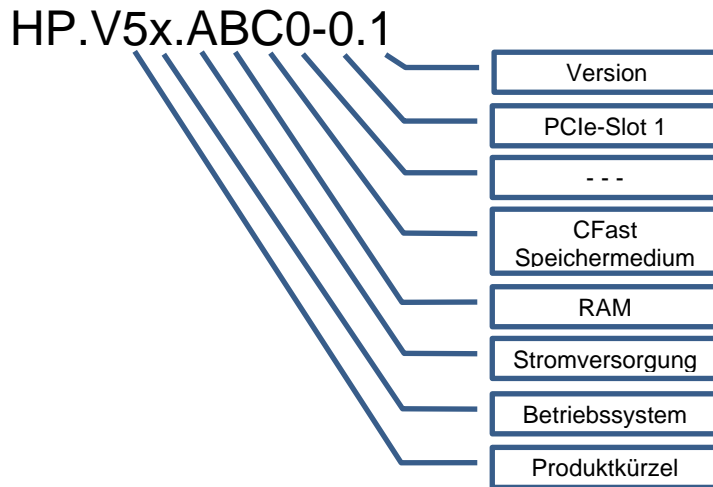 HP.V5x.ABC0-0.1
Version
PCIe-Slot 1
- - -
CFast
Speichermedium
RAM
Stromversorgung
Betriebssystem
Produktkürzel